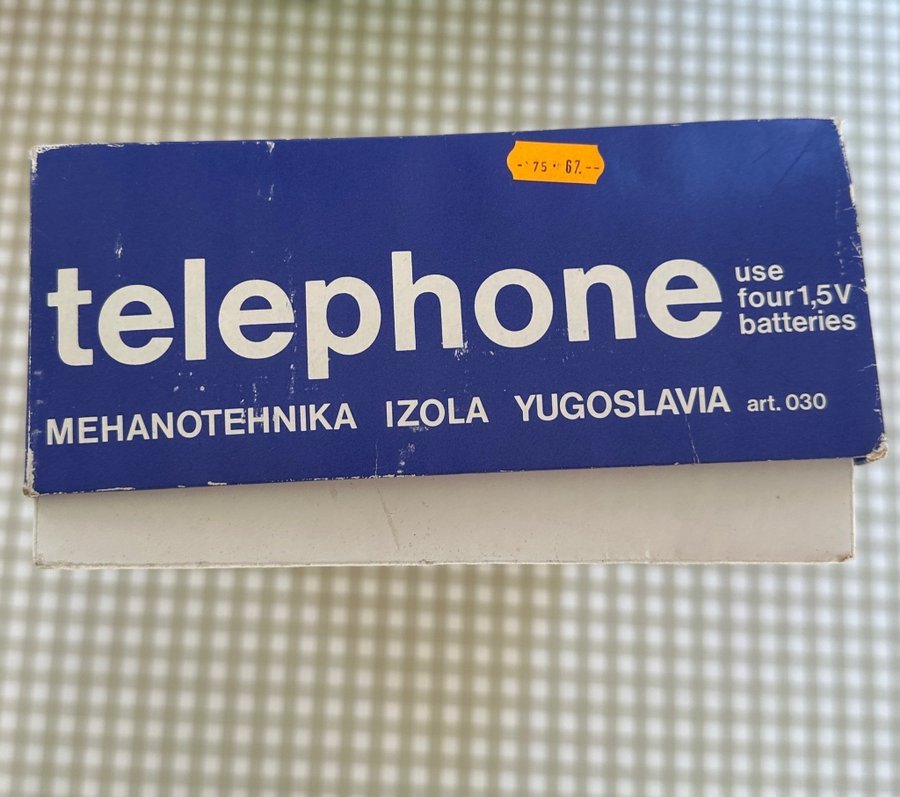 -'75· 67.--
telephone
use
four 1,5V
batteries
MEHANOTEHNIKA IZOLA YUGOSLAVIA art. 030